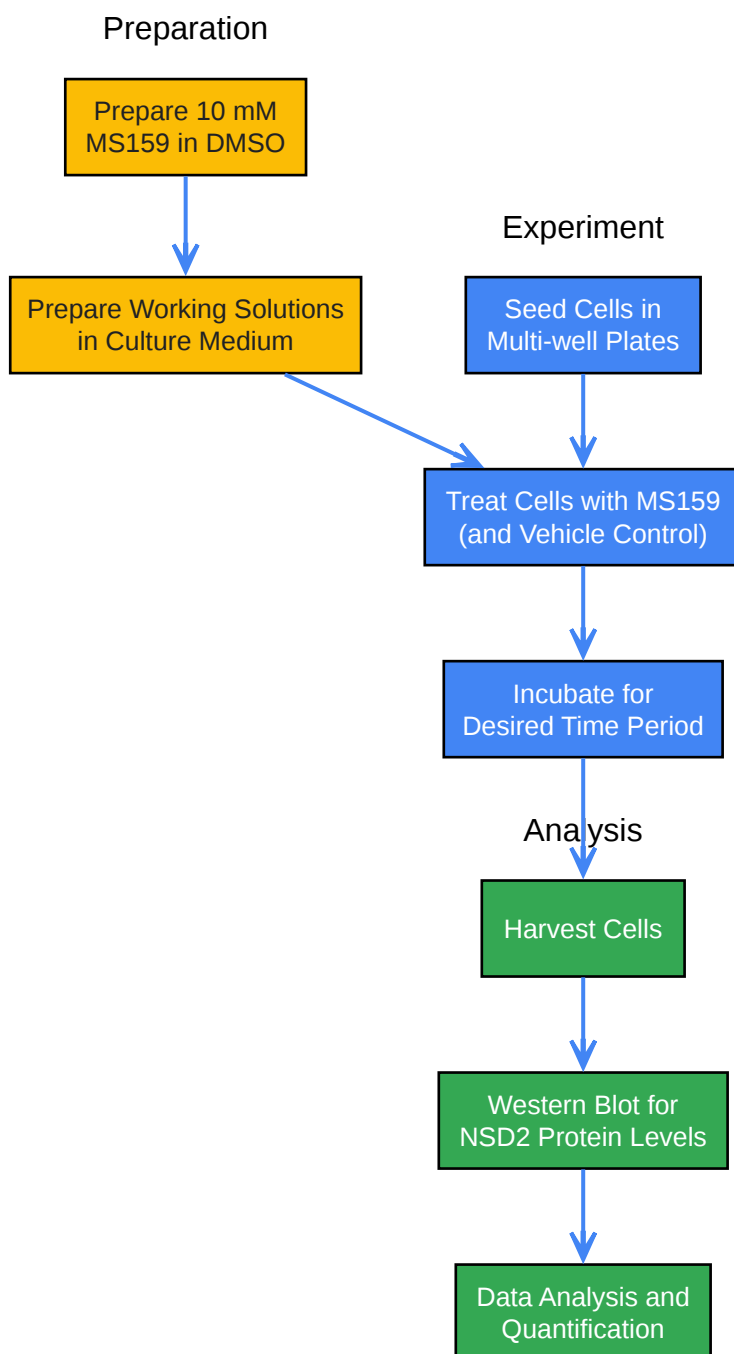 Preparation
Prepare 10 mM
MS159 in DMSO
Prepare Working Solutions
in Culture Medium
Experiment
Seed Cells in
Multi-well Plates
Treat Cells with MS159
(and Vehicle Control)
Incubate for
Desired Time Period
Analysis
Harvest Cells
Western Blot for
NSD2 Protein Levels
Data Analysis and
Quantification